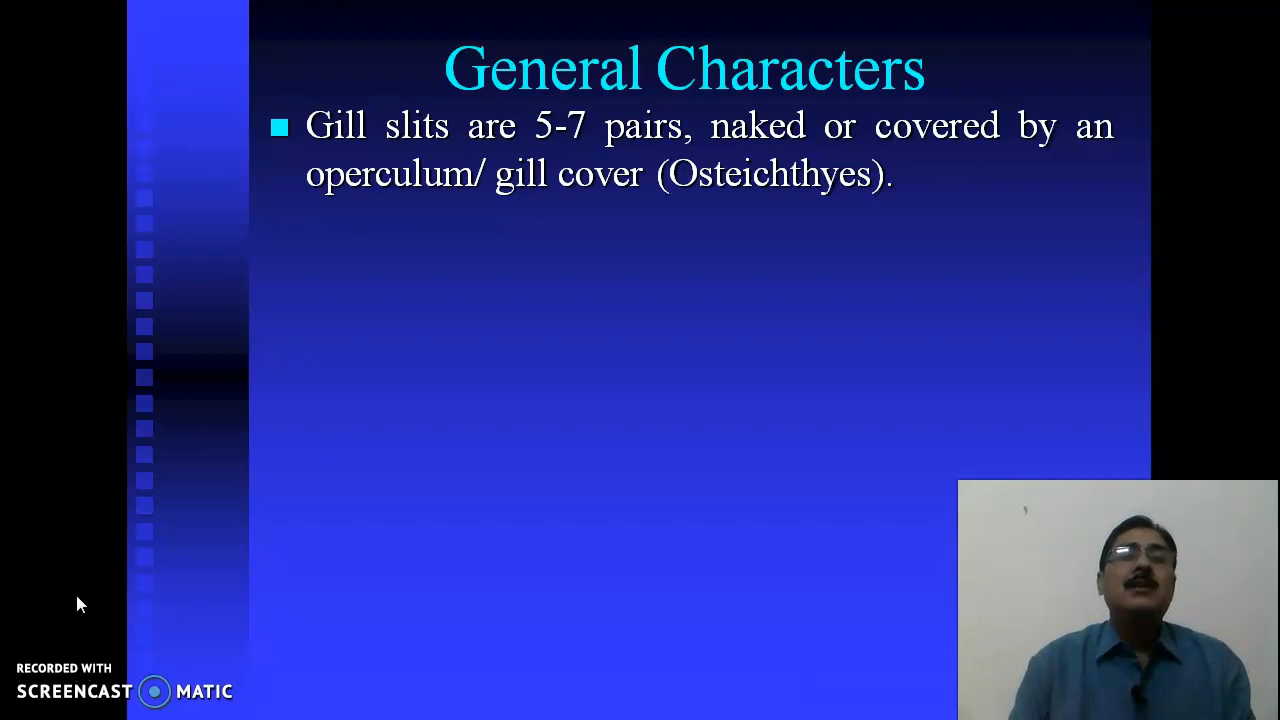 General Characters
Gill slits are 5-7 pairs, naked or covered by an
operculum/ gill cover (Osteichthyes).
RECORDED WITH
SCREENCAST MATIC